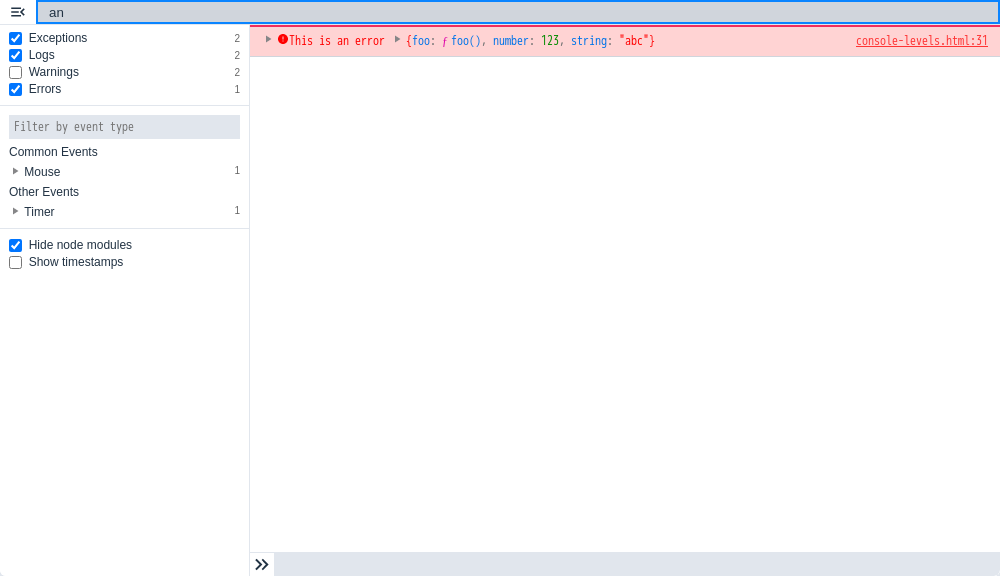 an
Exceptions 2
Logs 2
Warnings 2
Errors 1
Filter by event type
Common Events
Mouse 1
Other Events
Timer 1
Hide node modules
Show timestamps
This is an error {foo: ƒ foo(), number: 123, string: "abc"} console-levels.html:31